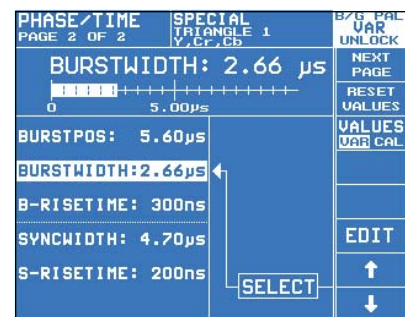 PHASE/TIME
PAGE 2 OF 2
SPECIAL
TRIANGLE 1
Y,Cr,Cb
B/G PAL
VAR
UNLOCK
BURSTWIDTH: 2.66 µs
0 5.00µs
NEXT
PAGE
RESET
VALUES
VALUES
VAR CAL
BURSTPOS: 5.60µs
BURSTWIDTH:2.66µs
B-RISETIME: 300ns
SYNCWIDTH: 4.70µs
S-RISETIME: 200ns
SELECT
EDIT
↑
↓